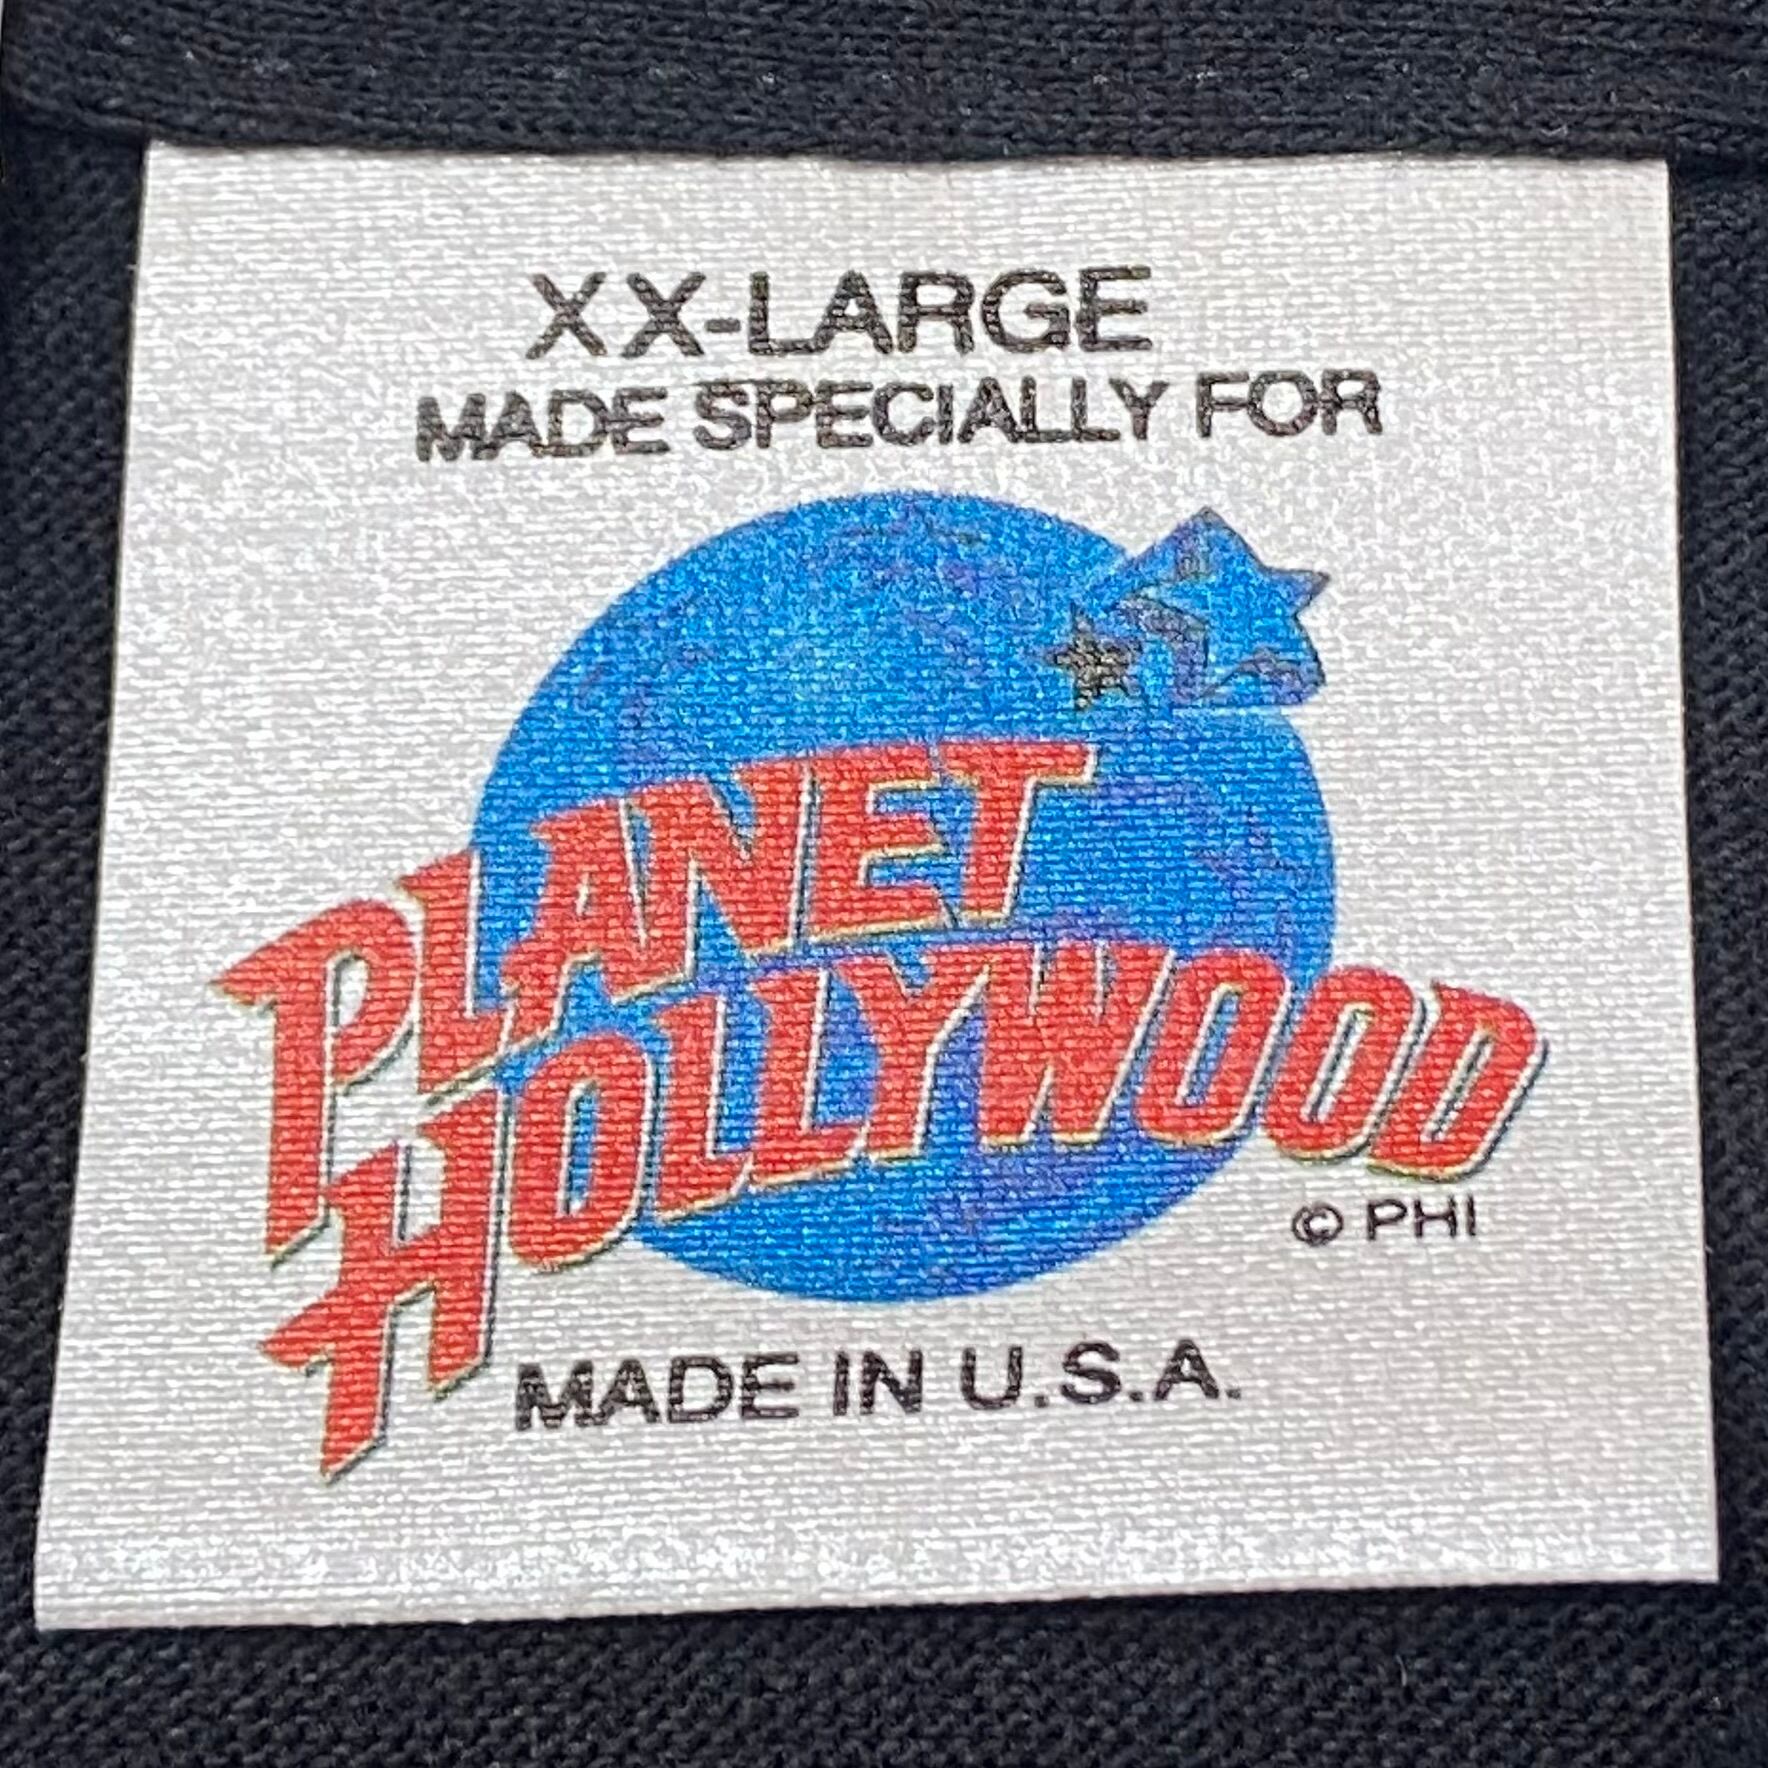 XX-LARGE
MADE SPECIALLY FOR
PLANET
HOLLYWOOD
© PHI
MADE IN U.S.A.